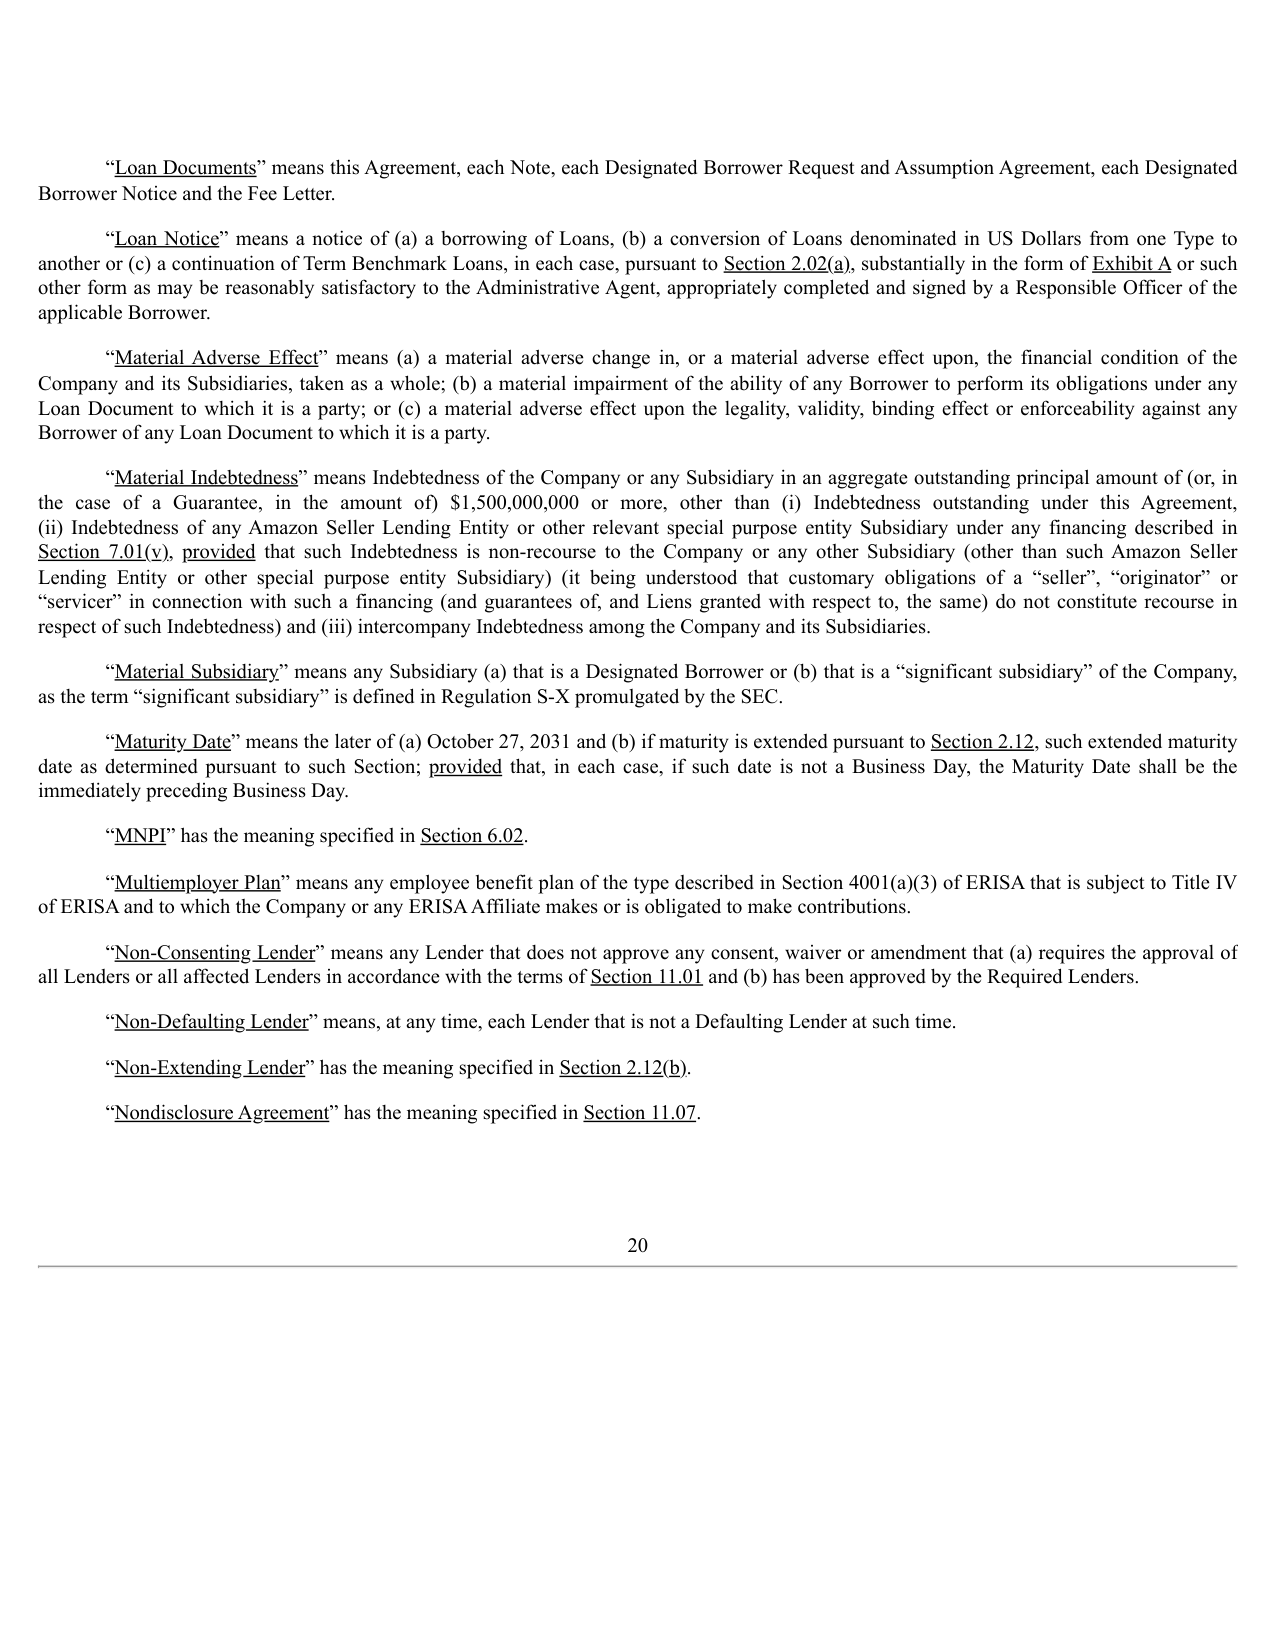 “Loan Documents” means this Agreement, each Note, each Designated Borrower Request and Assumption Agreement, each Designated
Borrower Notice and the Fee Letter.
“Loan Notice” means a notice of (a) a borrowing of Loans, (b) a conversion of Loans denominated in US Dollars from one Type to
another or (c) a continuation of Term Benchmark Loans, in each case, pursuant to Section 2.02(a), substantially in the form of Exhibit A or such
other form as may be reasonably satisfactory to the Administrative Agent, appropriately completed and signed by a Responsible Officer of the
applicable Borrower.
“Material Adverse Effect” means (a) a material adverse change in, or a material adverse effect upon, the financial condition of the
Company and its Subsidiaries, taken as a whole; (b) a material impairment of the ability of any Borrower to perform its obligations under any
Loan Document to which it is a party; or (c) a material adverse effect upon the legality, validity, binding effect or enforceability against any
Borrower of any Loan Document to which it is a party.
“Material Indebtedness” means Indebtedness of the Company or any Subsidiary in an aggregate outstanding principal amount of (or, in
the case of a Guarantee, in the amount of) $1,500,000,000 or more, other than (i) Indebtedness outstanding under this Agreement,
(ii) Indebtedness of any Amazon Seller Lending Entity or other relevant special purpose entity Subsidiary under any financing described in
Section 7.01(v), provided that such Indebtedness is non-recourse to the Company or any other Subsidiary (other than such Amazon Seller
Lending Entity or other special purpose entity Subsidiary) (it being understood that customary obligations of a “seller”, “originator” or
“servicer” in connection with such a financing (and guarantees of, and Liens granted with respect to, the same) do not constitute recourse in
respect of such Indebtedness) and (iii) intercompany Indebtedness among the Company and its Subsidiaries.
“Material Subsidiary” means any Subsidiary (a) that is a Designated Borrower or (b) that is a “significant subsidiary” of the Company,
as the term “significant subsidiary” is defined in Regulation S-X promulgated by the SEC.
“Maturity Date” means the later of (a) October 27, 2031 and (b) if maturity is extended pursuant to Section 2.12, such extended maturity
date as determined pursuant to such Section; provided that, in each case, if such date is not a Business Day, the Maturity Date shall be the
immediately preceding Business Day.
“MNPI” has the meaning specified in Section 6.02.
“Multiemployer Plan” means any employee benefit plan of the type described in Section 4001(a)(3) of ERISA that is subject to Title IV
of ERISA and to which the Company or any ERISA Affiliate makes or is obligated to make contributions.
“Non-Consenting Lender” means any Lender that does not approve any consent, waiver or amendment that (a) requires the approval of
all Lenders or all affected Lenders in accordance with the terms of Section 11.01 and (b) has been approved by the Required Lenders.
“Non-Defaulting Lender” means, at any time, each Lender that is not a Defaulting Lender at such time.
“Non-Extending Lender” has the meaning specified in Section 2.12(b).
“Nondisclosure Agreement” has the meaning specified in Section 11.07.
20